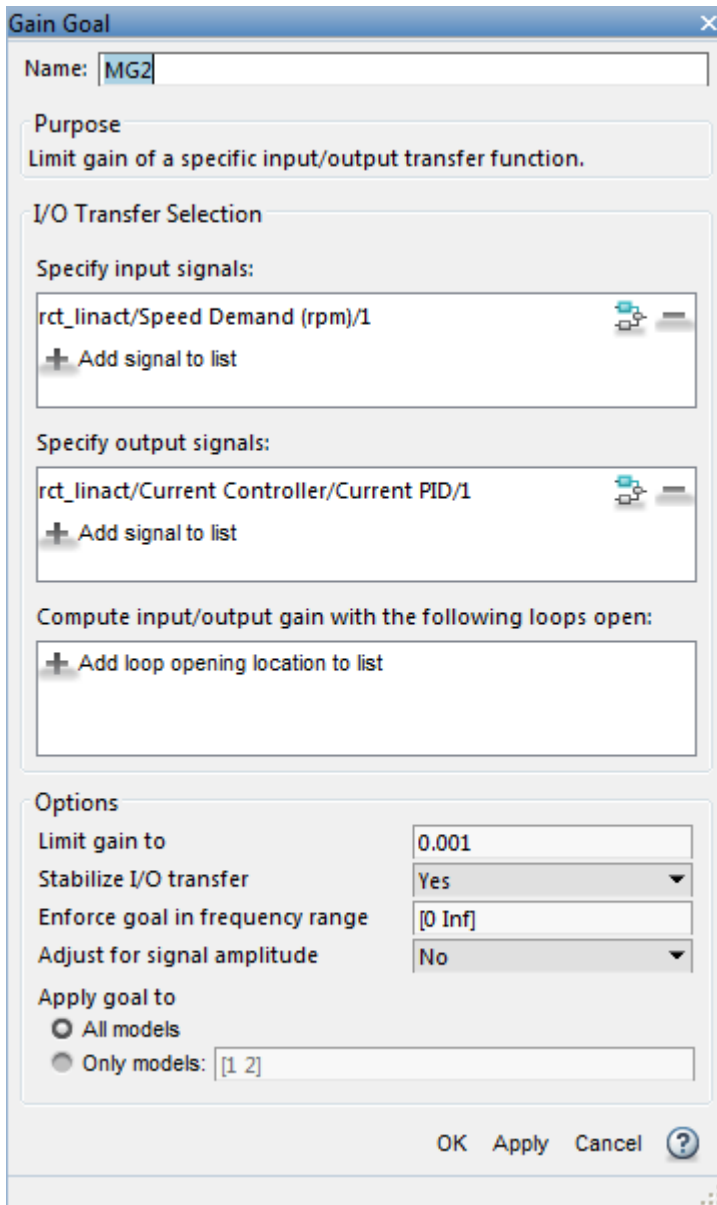 Gain Goal
Name: MG2
Purpose
Limit gain of a specific input/output transfer function.
I/O Transfer Selection
Specify input signals:
rct_linact/Speed Demand (rpm)/1
Add signal to list
Specify output signals:
rct_linact/Current Controller/Current PID/1
Add signal to list
Compute input/output gain with the following loops open:
Add loop opening location to list
Options
Limit gain to 0.001
Stabilize I/O transfer Yes
Enforce goal in frequency range [0 Inf]
Adjust for signal amplitude No
Apply goal to
All models
Only models: [1 2]
OK Apply Cancel ?